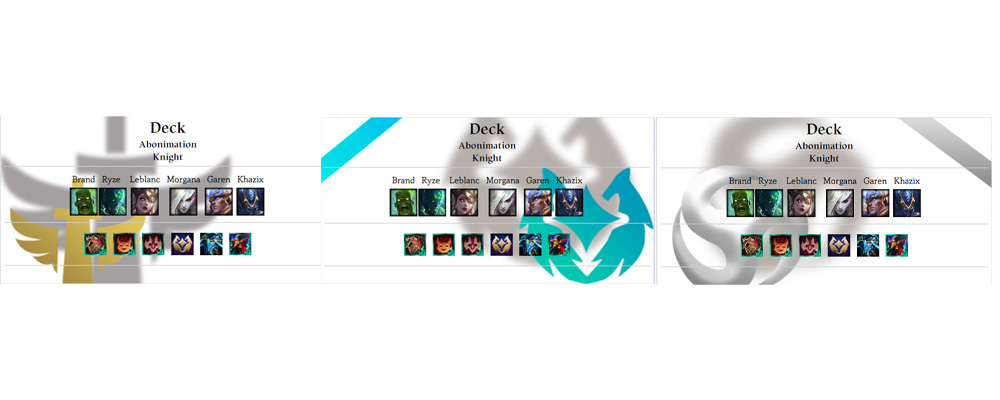 Deck
Abonimation
Knight
Brand Ryze Leblanc Morgana Garen Khazix
Deck
Abonimation
Knight
Brand Ryze Leblanc Morgana Garen Khazix
Deck
Abonimation
Knight
Brand Ryze Leblanc Morgana Garen Khazix